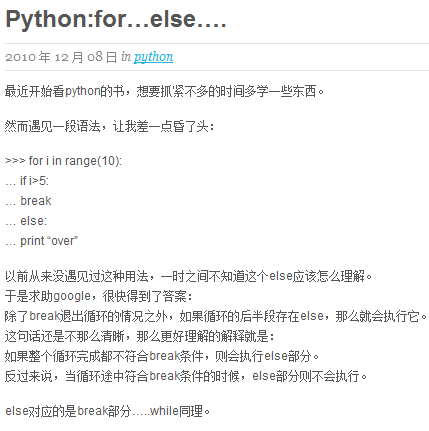 Python:for…else….
2010 年 12 月 08 日 in python
最近开始看python的书，想要抓紧不多的时间多学一些东西。
然而遇见一段语法，让我差一点昏了头：
>>> for i in range(10):
… if i>5:
… break
… else:
… print “over”
以前从来没遇见过这种用法，一时之间不知道这个else应该怎么理解。
于是求助google，很快得到了答案：
除了break退出循环的情况之外，如果循环的后半段存在else，那么就会执行它。
这句话还是不那么清晰，那么更好理解的解释就是：
如果整个循环完成都不符合break条件，则会执行else部分。
反过来说，当循环途中符合break条件的时候，else部分则不会执行。
else对应的是break部分…..while同理。